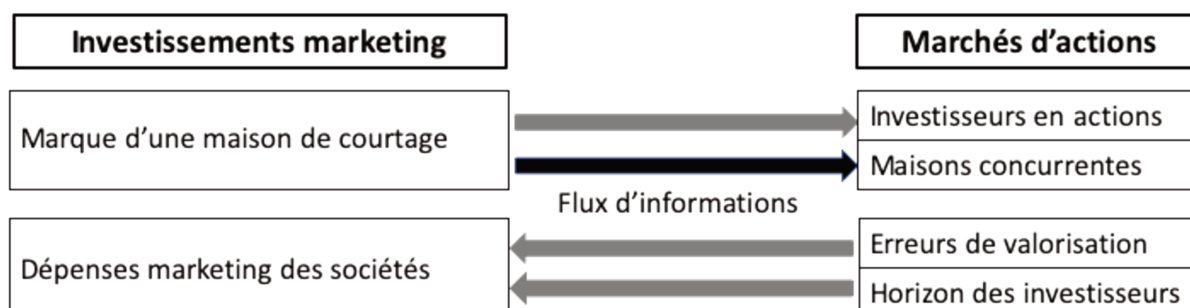 Investissements marketing
Marchés d'actions
Marque d'une maison de courtage
Investisseurs en actions
Maisons concurrentes
Flux d'informations
Dépenses marketing des sociétés
Erreurs de valorisation
Horizon des investisseurs